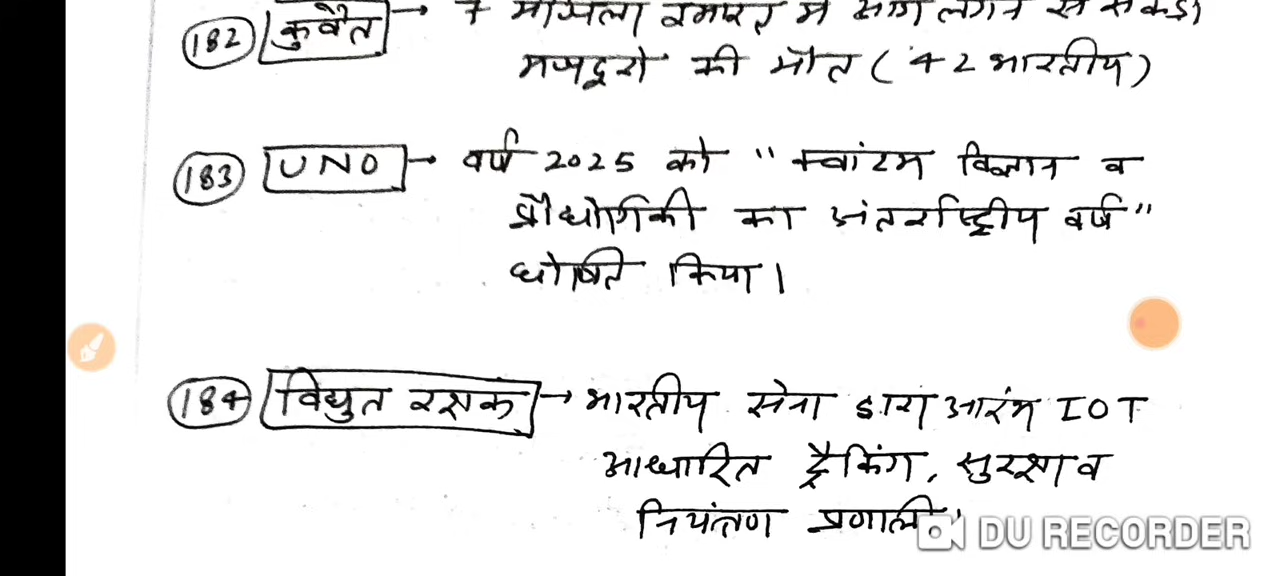 182 कुवैत → 7 मंजिला इमारत में आग लगने से सैकड़ों
मजदूरों की मौत (42 भारतीय)
183 UNO → वर्ष 2025 को "क्वांटम विज्ञान व
प्रौद्योगिकी का अंतर्राष्ट्रीय वर्ष"
घोषित किया।
184 विद्युत रक्षक → भारतीय सेना द्वारा आरंभ IOT
आधारित ट्रैकिंग, सुरक्षा व
नियंत्रण प्रणाली
DU RECORDER